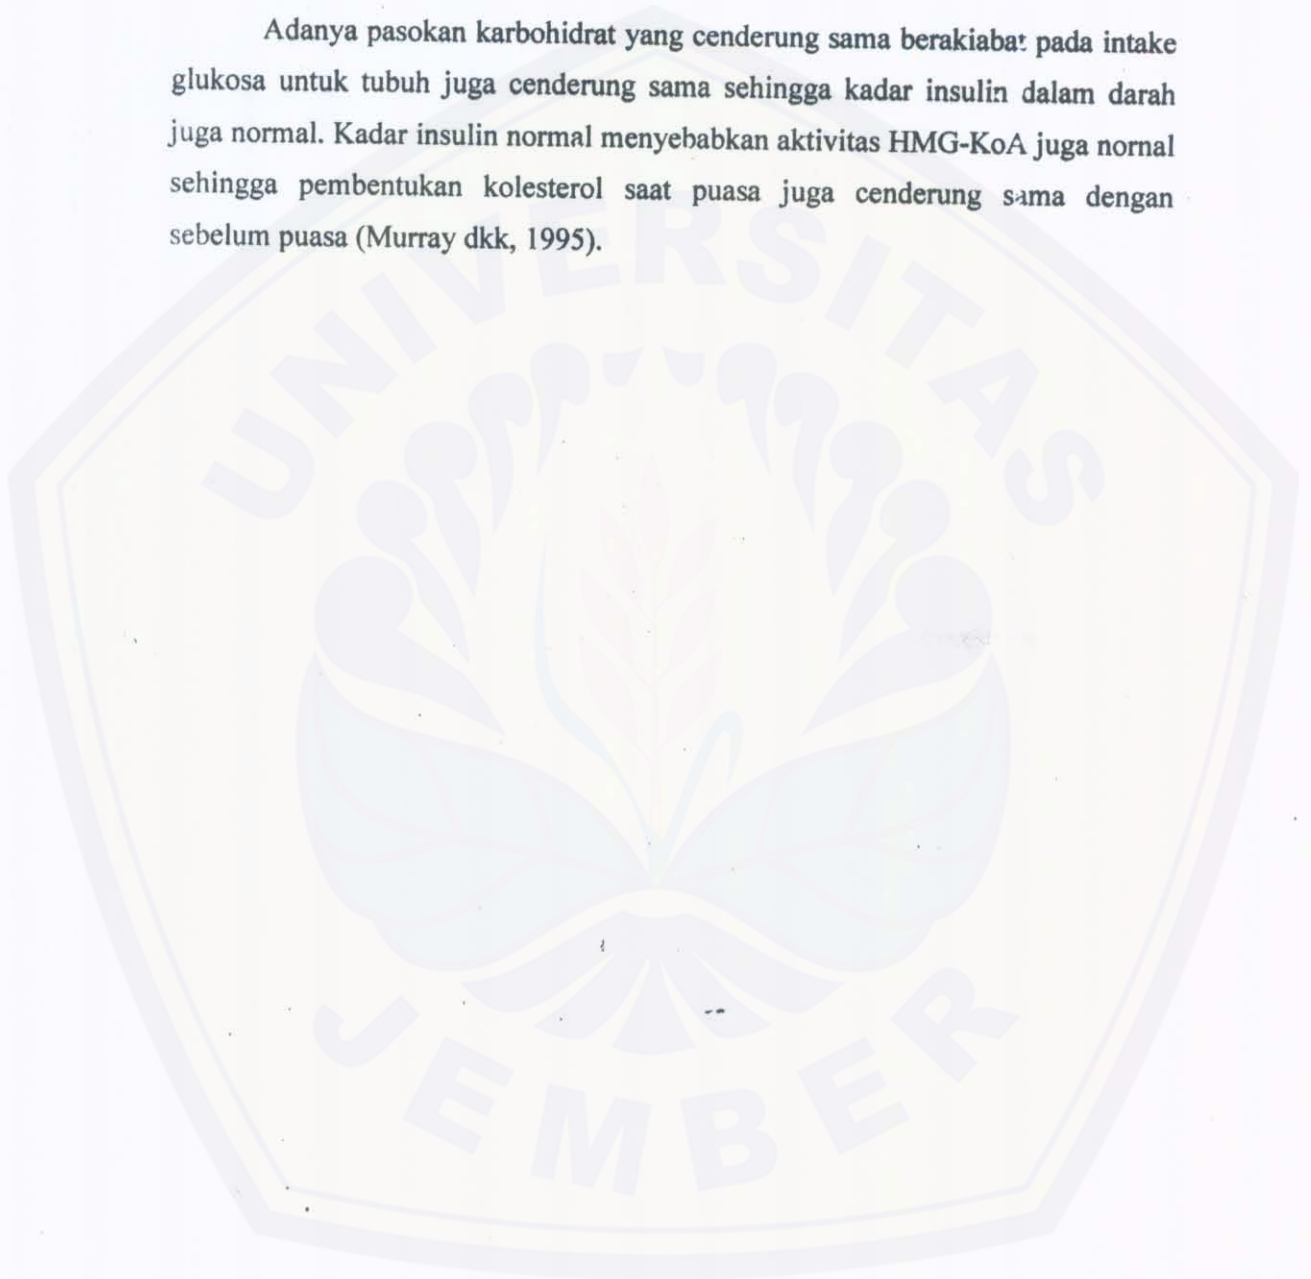 Adanya pasokan karbohidrat yang cenderung sama berakiabat pada intake
glukosa untuk tubuh juga cenderung sama sehingga kadar insulin dalam darah
juga normal. Kadar insulin normal menyebabkan aktivitas HMG-KoA juga nornal
sehingga pembentukan kolesterol saat puasa juga cenderung sama dengan
sebelum puasa (Murray dkk, 1995).
UNIVERSITAS
JEMBER